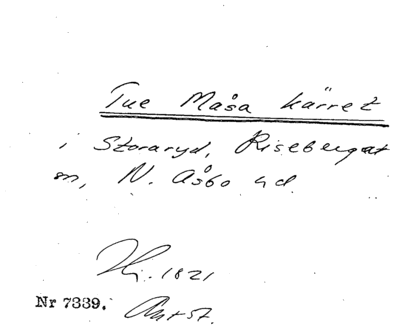 Tue Måsa kärret
i Storaryd, Riseberga
sn, N. Åsbo hd.
1821
Nr 7339.